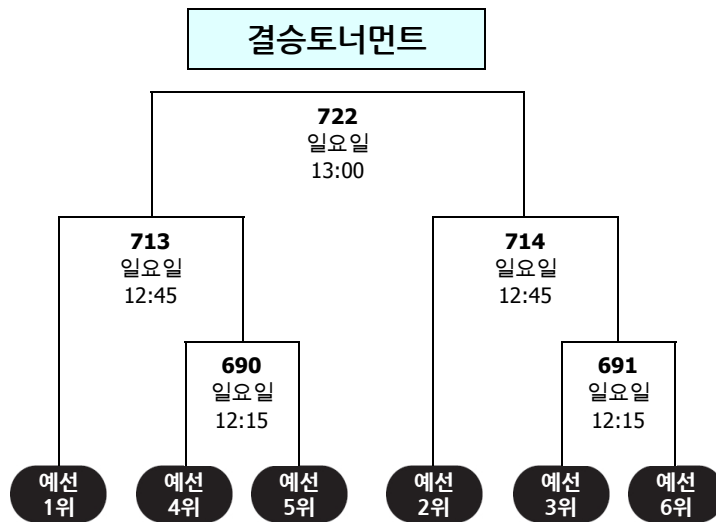 결승토너먼트
722
일요일
13:00
713
일요일
12:45
714
일요일
12:45
690
일요일
12:15
691
일요일
12:15
예선
1위
예선
4위
예선
5위
예선
2위
예선
3위
예선
6위